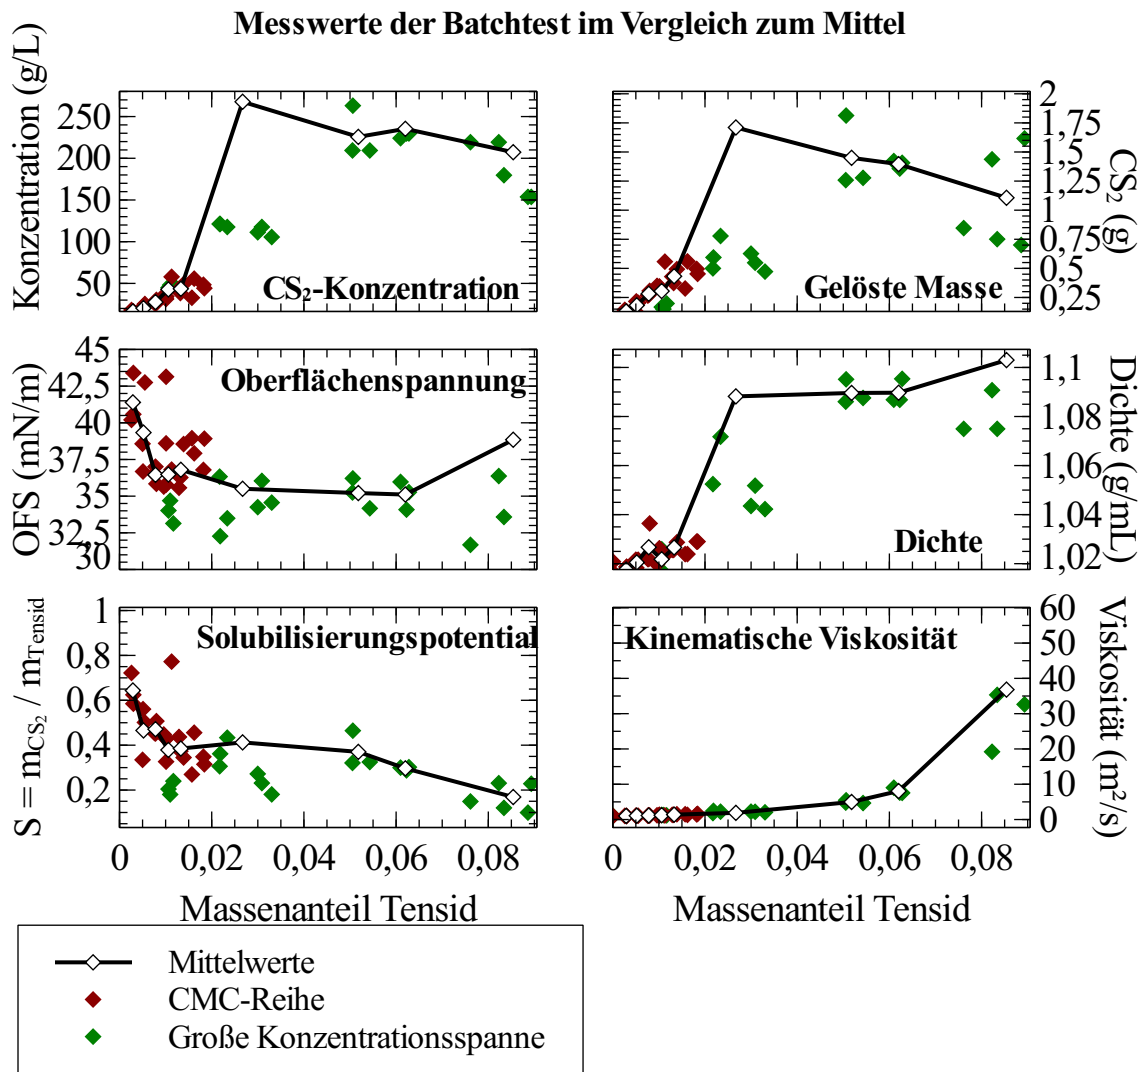 Messwerte der Batchtest im Vergleich zum Mittel
Konzentration (g/L)
250
200
150
100
50
CS₂-Konzentration
2
1,75
1,5
1,25
1
0,75
0,5
0,25
CS₂ (g)
Gelöste Masse
OFS (mN/m)
45
42,5
40
37,5
35
32,5
30
Oberflächenspannung
1,1
1,08
1,06
1,04
1,02
Dichte (g/mL)
Dichte
S = m_CS₂ / m_Tensid
1
0,8
0,6
0,4
0,2
Solubilisierungspotential
0 0,02 0,04 0,06 0,08
Massenanteil Tensid
Kinematische Viskosität
60
50
40
30
20
10
0
Viskosität (m²/s)
0 0,02 0,04 0,06 0,08
Massenanteil Tensid
Mittelwerte
CMC-Reihe
Große Konzentrationsspanne